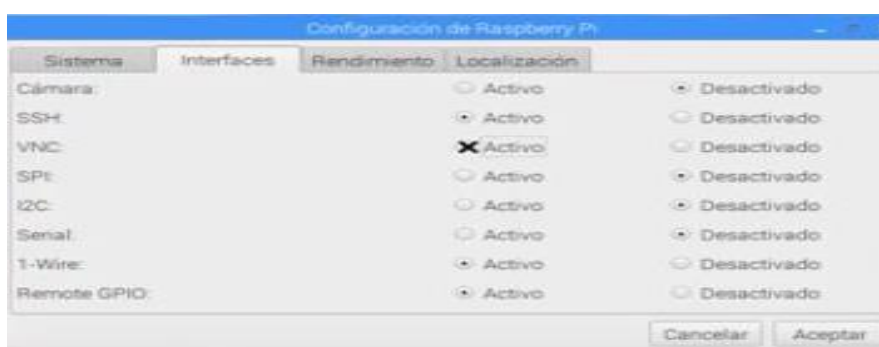 Configuración de Raspberry Pi
Sistema Interfaces Rendimiento Localización
Cámara: Activo Desactivado
SSH: Activo Desactivado
VNC: Activo Desactivado
SPI: Activo Desactivado
I2C: Activo Desactivado
Serial: Activo Desactivado
1-Wire: Activo Desactivado
Remote GPIO: Activo Desactivado
Cancelar Aceptar